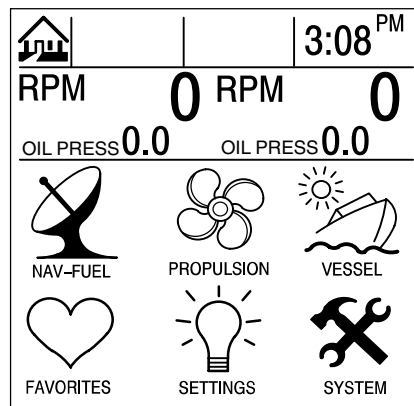 3:08 PM
RPM 0 RPM 0
OIL PRESS 0.0 OIL PRESS 0.0
NAV-FUEL PROPULSION VESSEL
FAVORITES SETTINGS SYSTEM